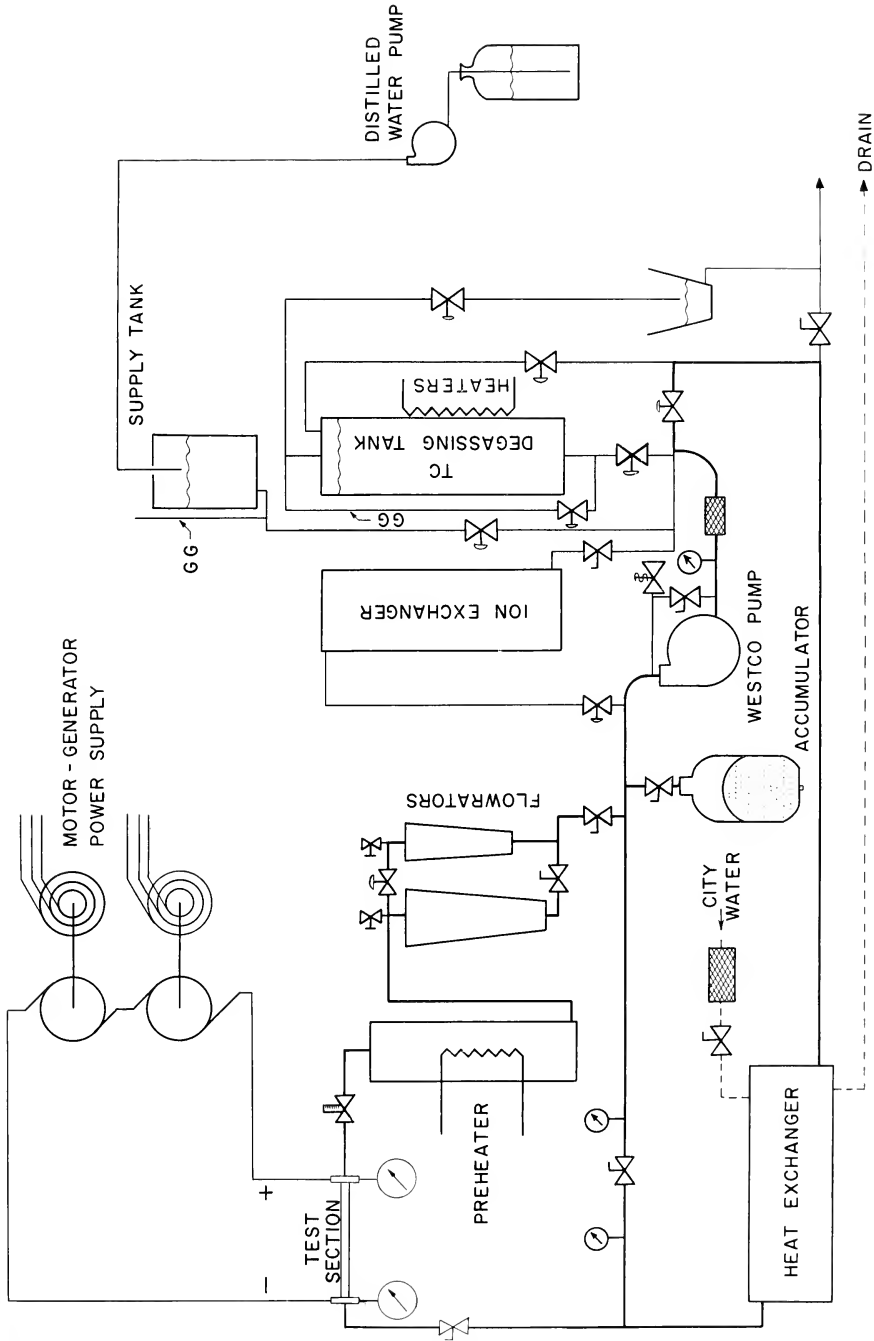 DISTILLED
WATER PUMP
SUPPLY TANK
GG
HEATERS
DEGASSING TANK
TC
GG
ION EXCHANGER
MOTOR - GENERATOR
POWER SUPPLY
FLOWRATORS
WESTCO PUMP
ACCUMULATOR
CITY
WATER
DRAIN
PREHEATER
TEST
SECTION
+
-
HEAT EXCHANGER